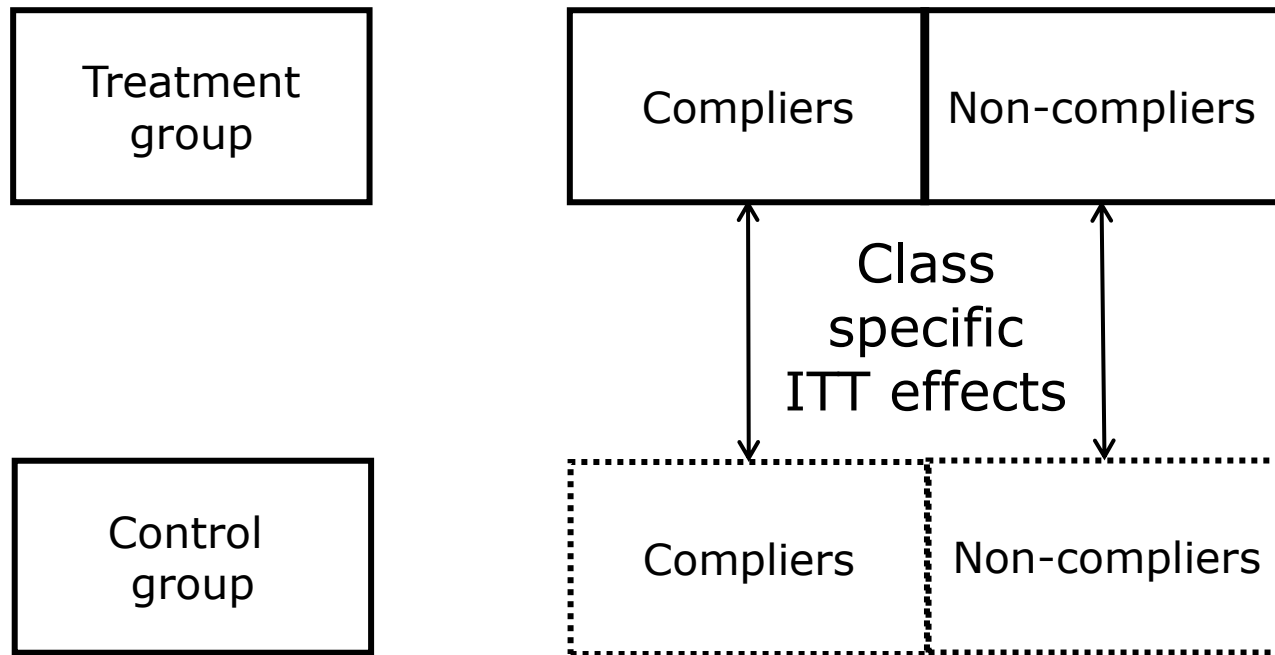 Treatment
group
Compliers
Non-compliers
Class
specific
ITT effects
Control
group
Compliers
Non-compliers